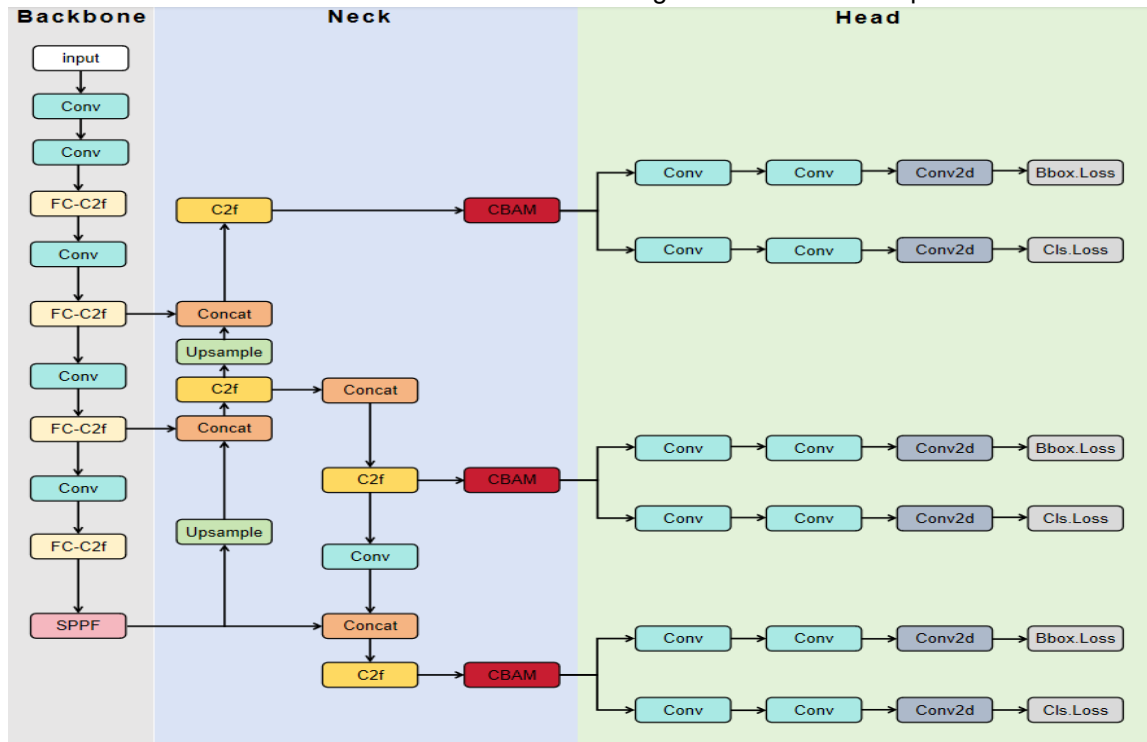 Backbone
Neck
Head
input
Conv
Conv
FC-C2f
Conv
FC-C2f
Conv
FC-C2f
Conv
FC-C2f
SPPF
C2f
Concat
Upsample
C2f
Concat
Upsample
Concat
C2f
Conv
Concat
C2f
CBAM
CBAM
CBAM
Conv Conv Conv2d Bbox.Loss
Conv Conv Conv2d Cls.Loss
Conv Conv Conv2d Bbox.Loss
Conv Conv Conv2d Cls.Loss
Conv Conv Conv2d Bbox.Loss
Conv Conv Conv2d Cls.Loss